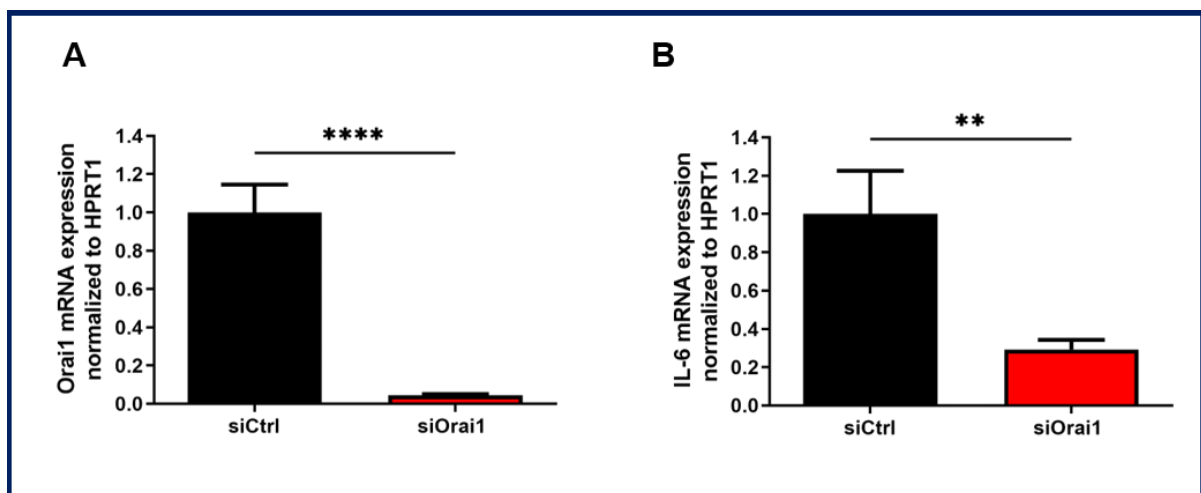 A
Orai1 mRNA expression
normalized to HPRT1
1.4
1.2
1.0
0.8
0.6
0.4
0.2
0.0
****
siCtrl
siOrai1
B
IL-6 mRNA expression
normalized to HPRT1
1.4
1.2
1.0
0.8
0.6
0.4
0.2
0.0
**
siCtrl
siOrai1